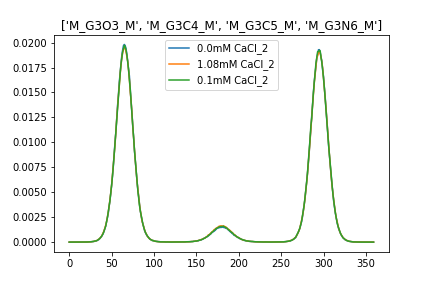 ['M_G3O3_M', 'M_G3C4_M', 'M_G3C5_M', 'M_G3N6_M']
0.0200
0.0175
0.0150
0.0125
0.0100
0.0075
0.0050
0.0025
0.0000
0.0mM CaCl_2
1.08mM CaCl_2
0.1mM CaCl_2
0 50 100 150 200 250 300 350